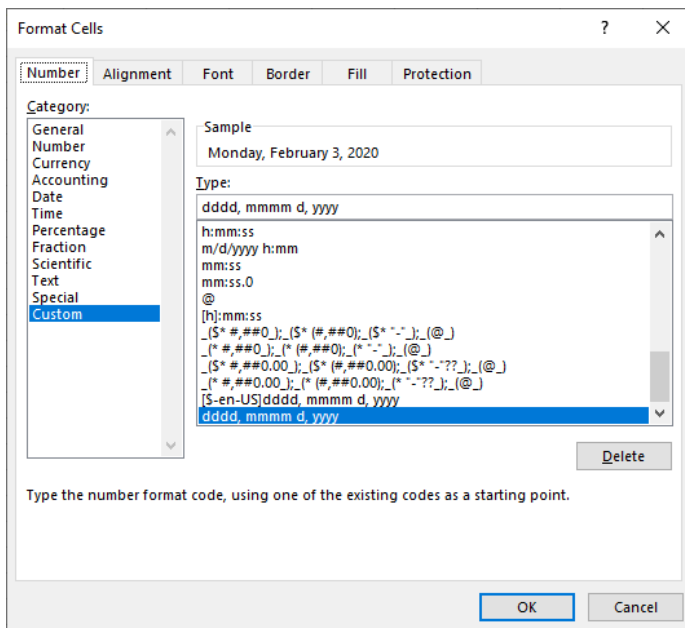 Format Cells
Number Alignment Font Border Fill Protection
Category:
General
Number
Currency
Accounting
Date
Time
Percentage
Fraction
Scientific
Text
Special
Custom
Sample
Monday, February 3, 2020
Type:
dddd, mmmm d, yyyy
h:mm:ss
m/d/yyyy h:mm
mm:ss
mm:ss.0
@
[h]:mm:ss
_($* #,##0_);_($* (#,##0);_($* "-"_);_(@_)
_(* #,##0_);_(* (#,##0);_(* "-"_);_(@_)
_($* #,##0.00_);_($* (#,##0.00);_($* "-"??_);_(@_)
_(* #,##0.00_);_(* (#,##0.00);_(* "-"??_);_(@_)
[$-en-US]dddd, mmmm d, yyyy
dddd, mmmm d, yyyy
Delete
Type the number format code, using one of the existing codes as a starting point.
OK Cancel